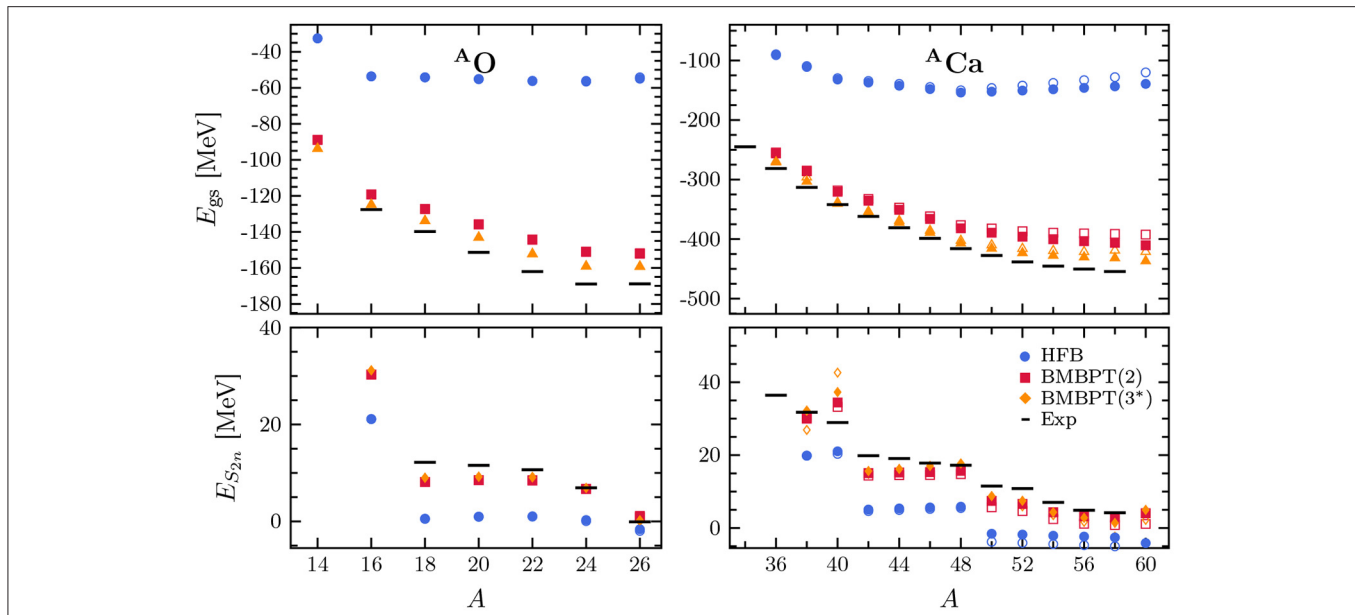 ᴬO
ᴬCa
E_gs [MeV]
-40
-60
-80
-100
-120
-140
-160
-180
-100
-200
-300
-400
-500
E_S₂ₙ [MeV]
40
20
0
40
20
0
HFB
BMBPT(2)
BMBPT(3*)
Exp
14 16 18 20 22 24 26
36 40 44 48 52 56 60
A
A